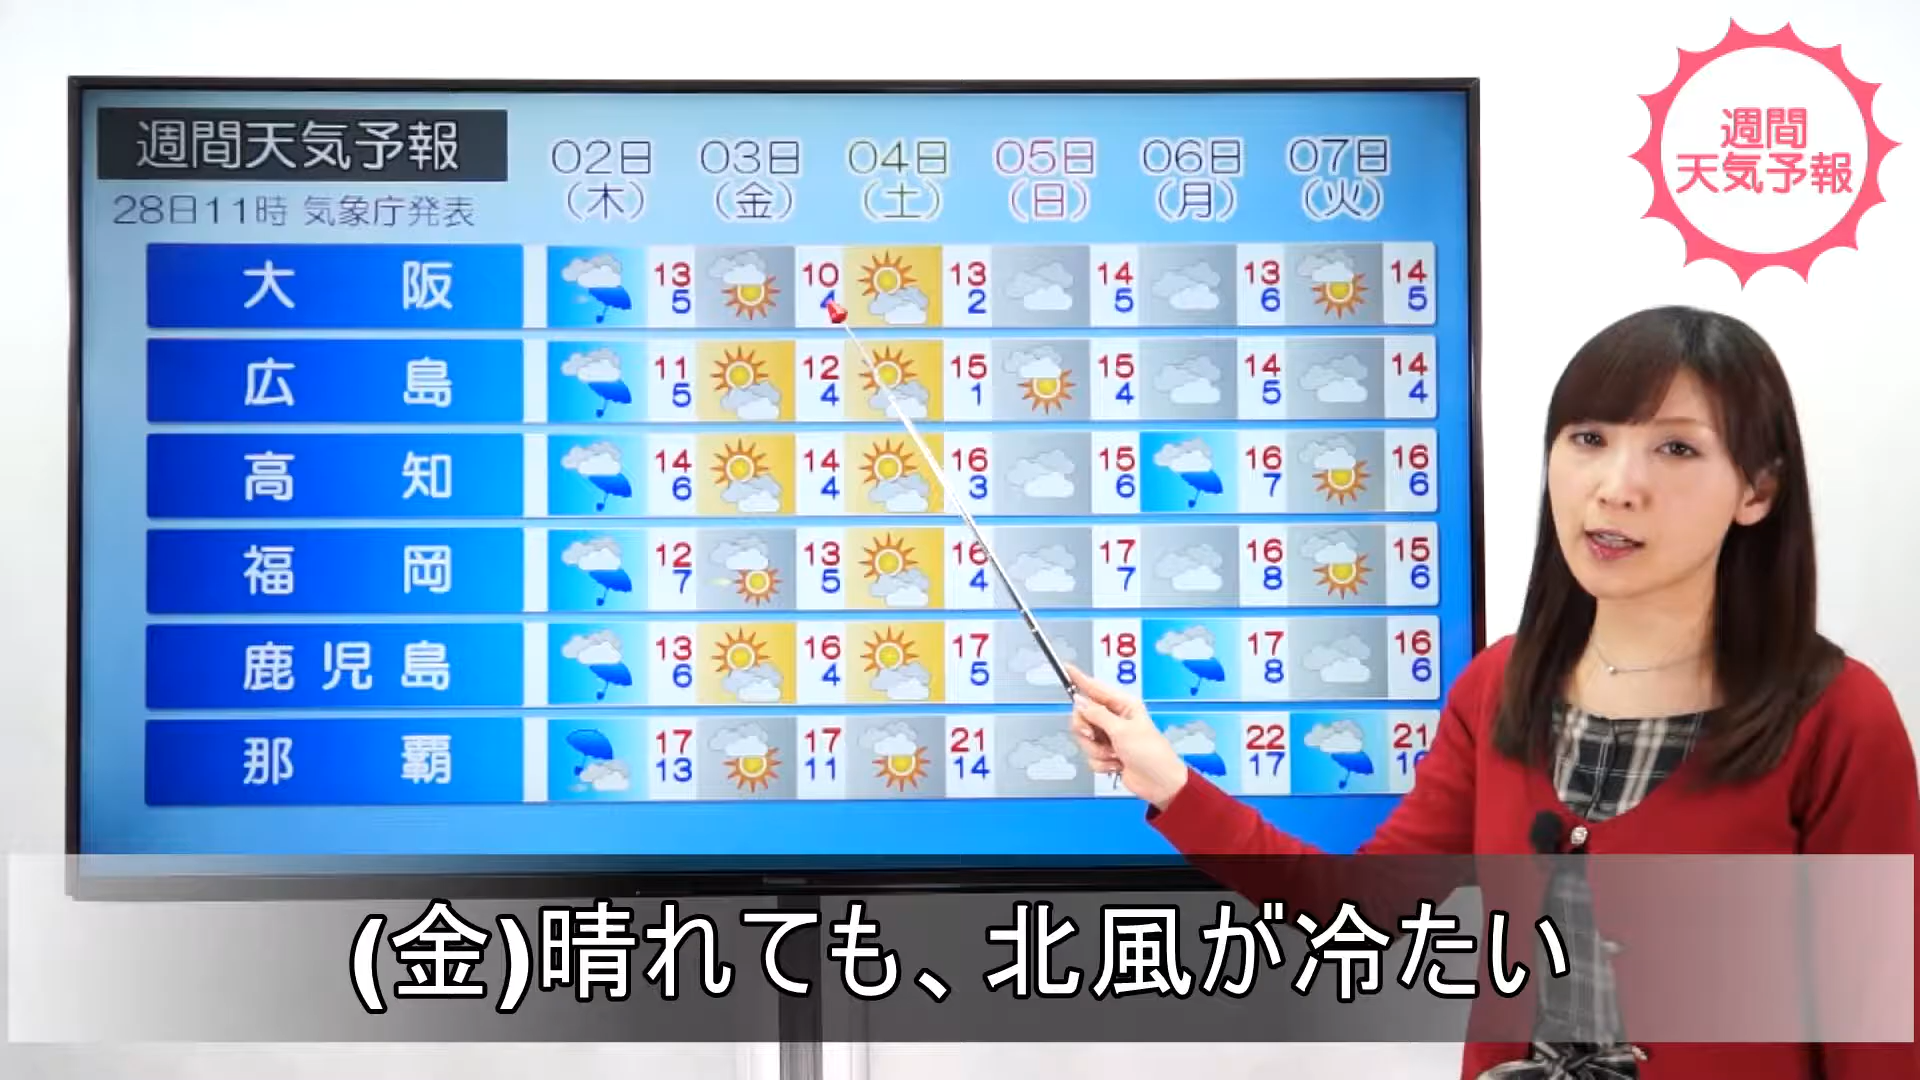 週間天気予報
28日11時 気象庁発表
02日 03日 04日 05日 06日 07日
(木) (金) (土) (日) (月) (火)
大阪 13 5 10 4 13 2 14 5 13 6 14 5
広島 11 5 12 4 15 1 15 4 14 5 14 4
高知 14 6 14 4 16 3 15 6 16 7 16 6
福岡 12 7 13 5 16 4 17 7 16 8 15 6
鹿児島 13 6 16 4 17 5 18 8 17 8 16 6
那覇 17 13 17 11 21 14 22 17 21
週間
天気予報
(金)晴れても、北風が冷たい